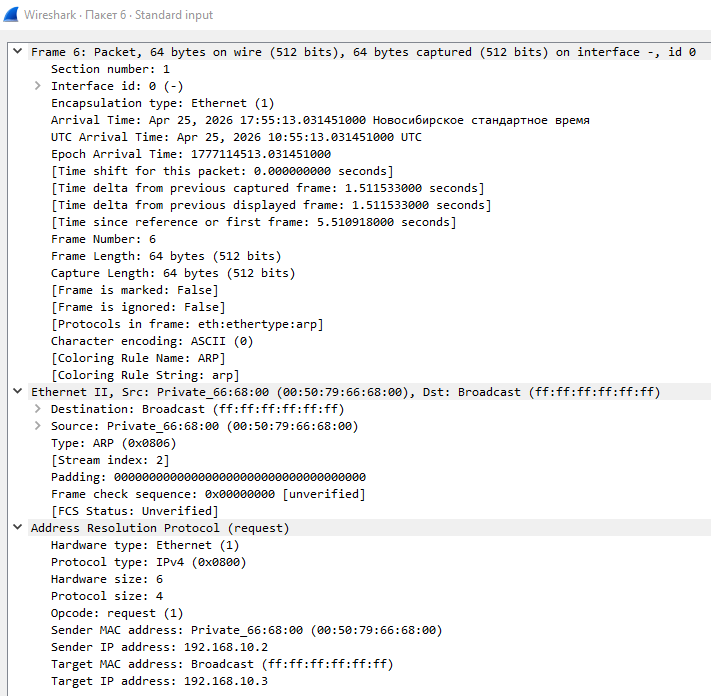 Wireshark · Пакет 6 · Standard input
Frame 6: Packet, 64 bytes on wire (512 bits), 64 bytes captured (512 bits) on interface -, id 0
Section number: 1
Interface id: 0 (-)
Encapsulation type: Ethernet (1)
Arrival Time: Apr 25, 2026 17:55:13.031451000 Новосибирское стандартное время
UTC Arrival Time: Apr 25, 2026 10:55:13.031451000 UTC
Epoch Arrival Time: 1777114513.031451000
[Time shift for this packet: 0.000000000 seconds]
[Time delta from previous captured frame: 1.511533000 seconds]
[Time delta from previous displayed frame: 1.511533000 seconds]
[Time since reference or first frame: 5.510918000 seconds]
Frame Number: 6
Frame Length: 64 bytes (512 bits)
Capture Length: 64 bytes (512 bits)
[Frame is marked: False]
[Frame is ignored: False]
[Protocols in frame: eth:ethertype:arp]
Character encoding: ASCII (0)
[Coloring Rule Name: ARP]
[Coloring Rule String: arp]
Ethernet II, Src: Private_66:68:00 (00:50:79:66:68:00), Dst: Broadcast (ff:ff:ff:ff:ff:ff)
Destination: Broadcast (ff:ff:ff:ff:ff:ff)
Source: Private_66:68:00 (00:50:79:66:68:00)
Type: ARP (0x0806)
[Stream index: 2]
Padding: 000000000000000000000000000000000000
Frame check sequence: 0x00000000 [unverified]
[FCS Status: Unverified]
Address Resolution Protocol (request)
Hardware type: Ethernet (1)
Protocol type: IPv4 (0x0800)
Hardware size: 6
Protocol size: 4
Opcode: request (1)
Sender MAC address: Private_66:68:00 (00:50:79:66:68:00)
Sender IP address: 192.168.10.2
Target MAC address: Broadcast (ff:ff:ff:ff:ff:ff)
Target IP address: 192.168.10.3